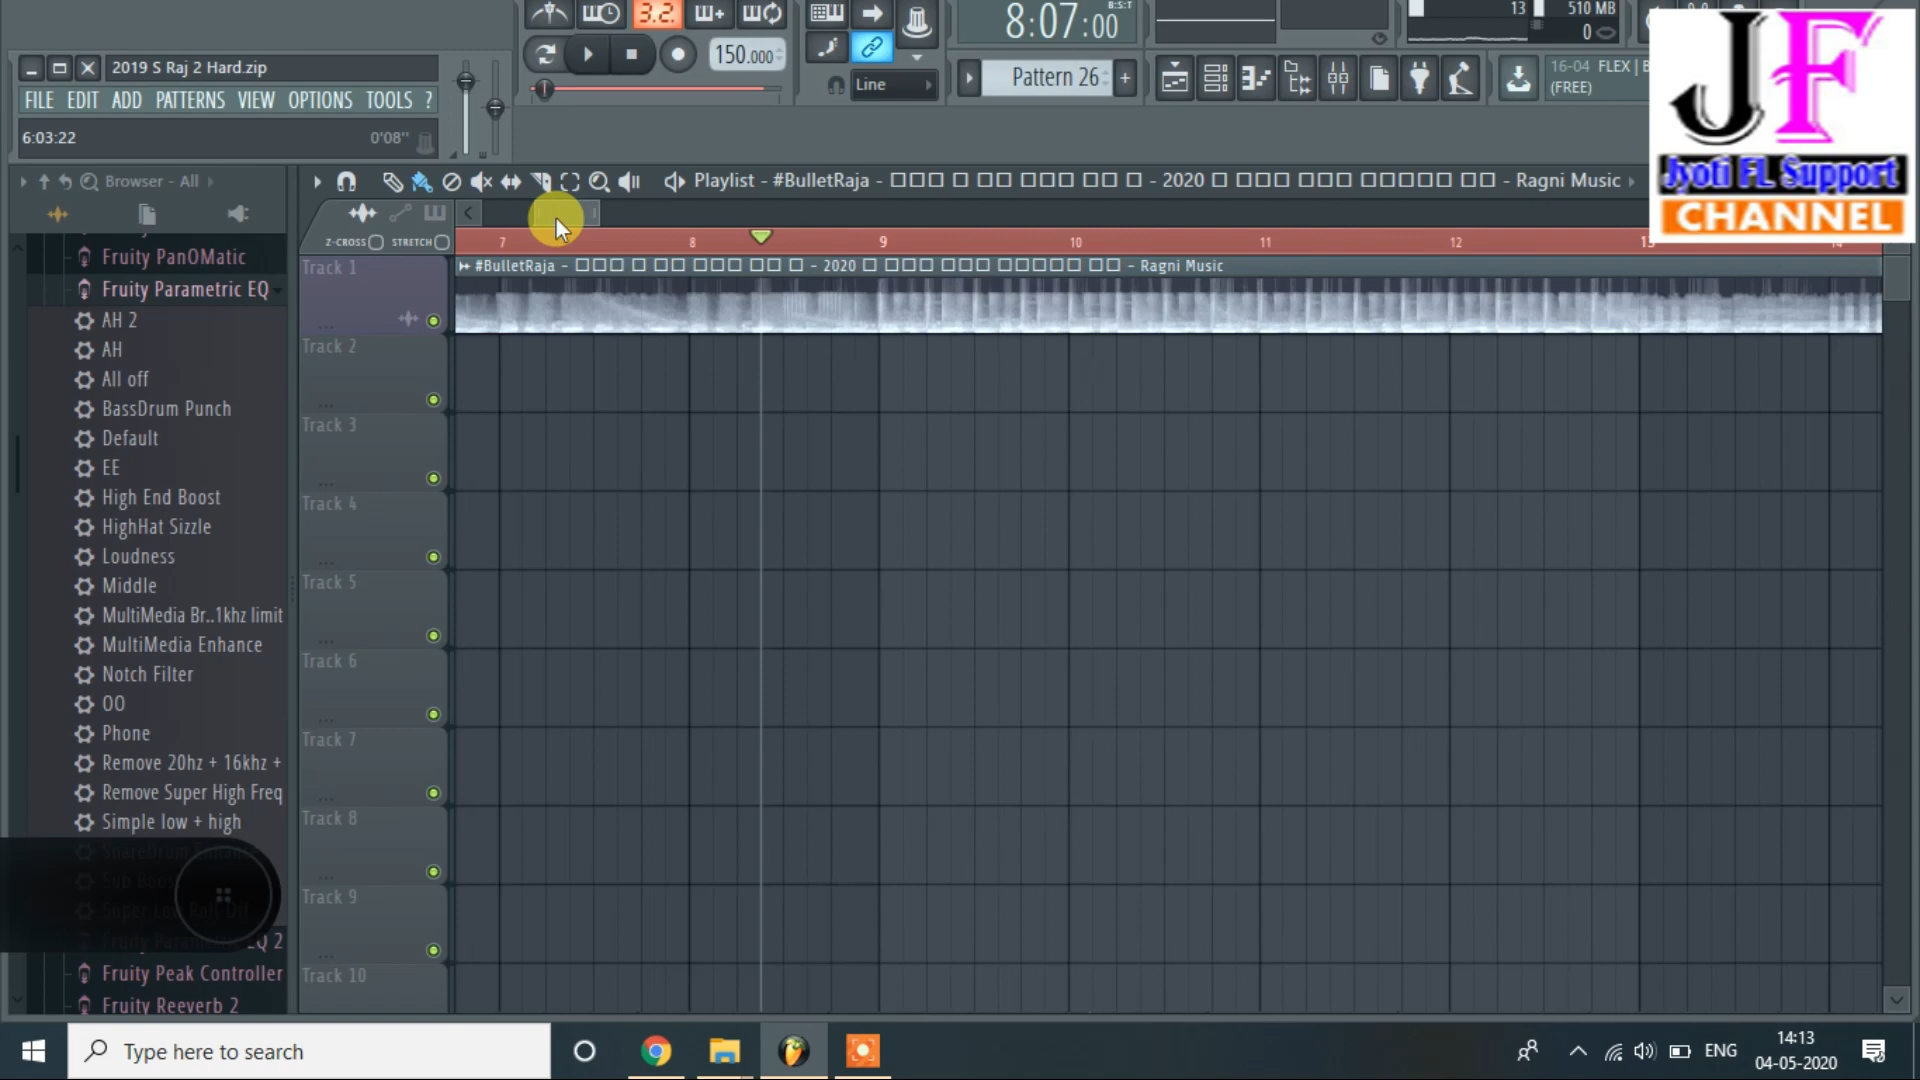 3.2.
8:07:00
B:S:T
13
510 MB
0
2019 S Raj 2 Hard.zip
150.000
Line
Pattern 26
16-04 FLEX | B
(FREE)
FILE EDIT ADD PATTERNS VIEW OPTIONS TOOLS ?
6:03:22
0'08"
JF
Jyoti FL Support
CHANNEL
Browser - All
Playlist - #BulletRaja - □□□ □ □□ □□□ □□ □ - 2020 □ □□□ □□□ □□□□□ □□ - Ragni Music
Z-CROSS STRETCH
7 8 9 10 11 12 13 14
#BulletRaja - □□□ □ □□ □□□ □□ □ - 2020 □ □□□ □□□ □□□□□ □□ - Ragni Music
Track 1
Track 2
Track 3
Track 4
Track 5
Track 6
Track 7
Track 8
Track 9
Track 10
Fruity PanOMatic
Fruity Parametric EQ
AH 2
AH
All off
BassDrum Punch
Default
EE
High End Boost
HighHat Sizzle
Loudness
Middle
MultiMedia Br..1khz limit
MultiMedia Enhance
Notch Filter
OO
Phone
Remove 20hz + 16khz +
Remove Super High Freq
Simple low + high
EQ 2
Fruity Peak Controller
Fruity Reeverb 2
Type here to search
ENG
14:13
04-05-2020